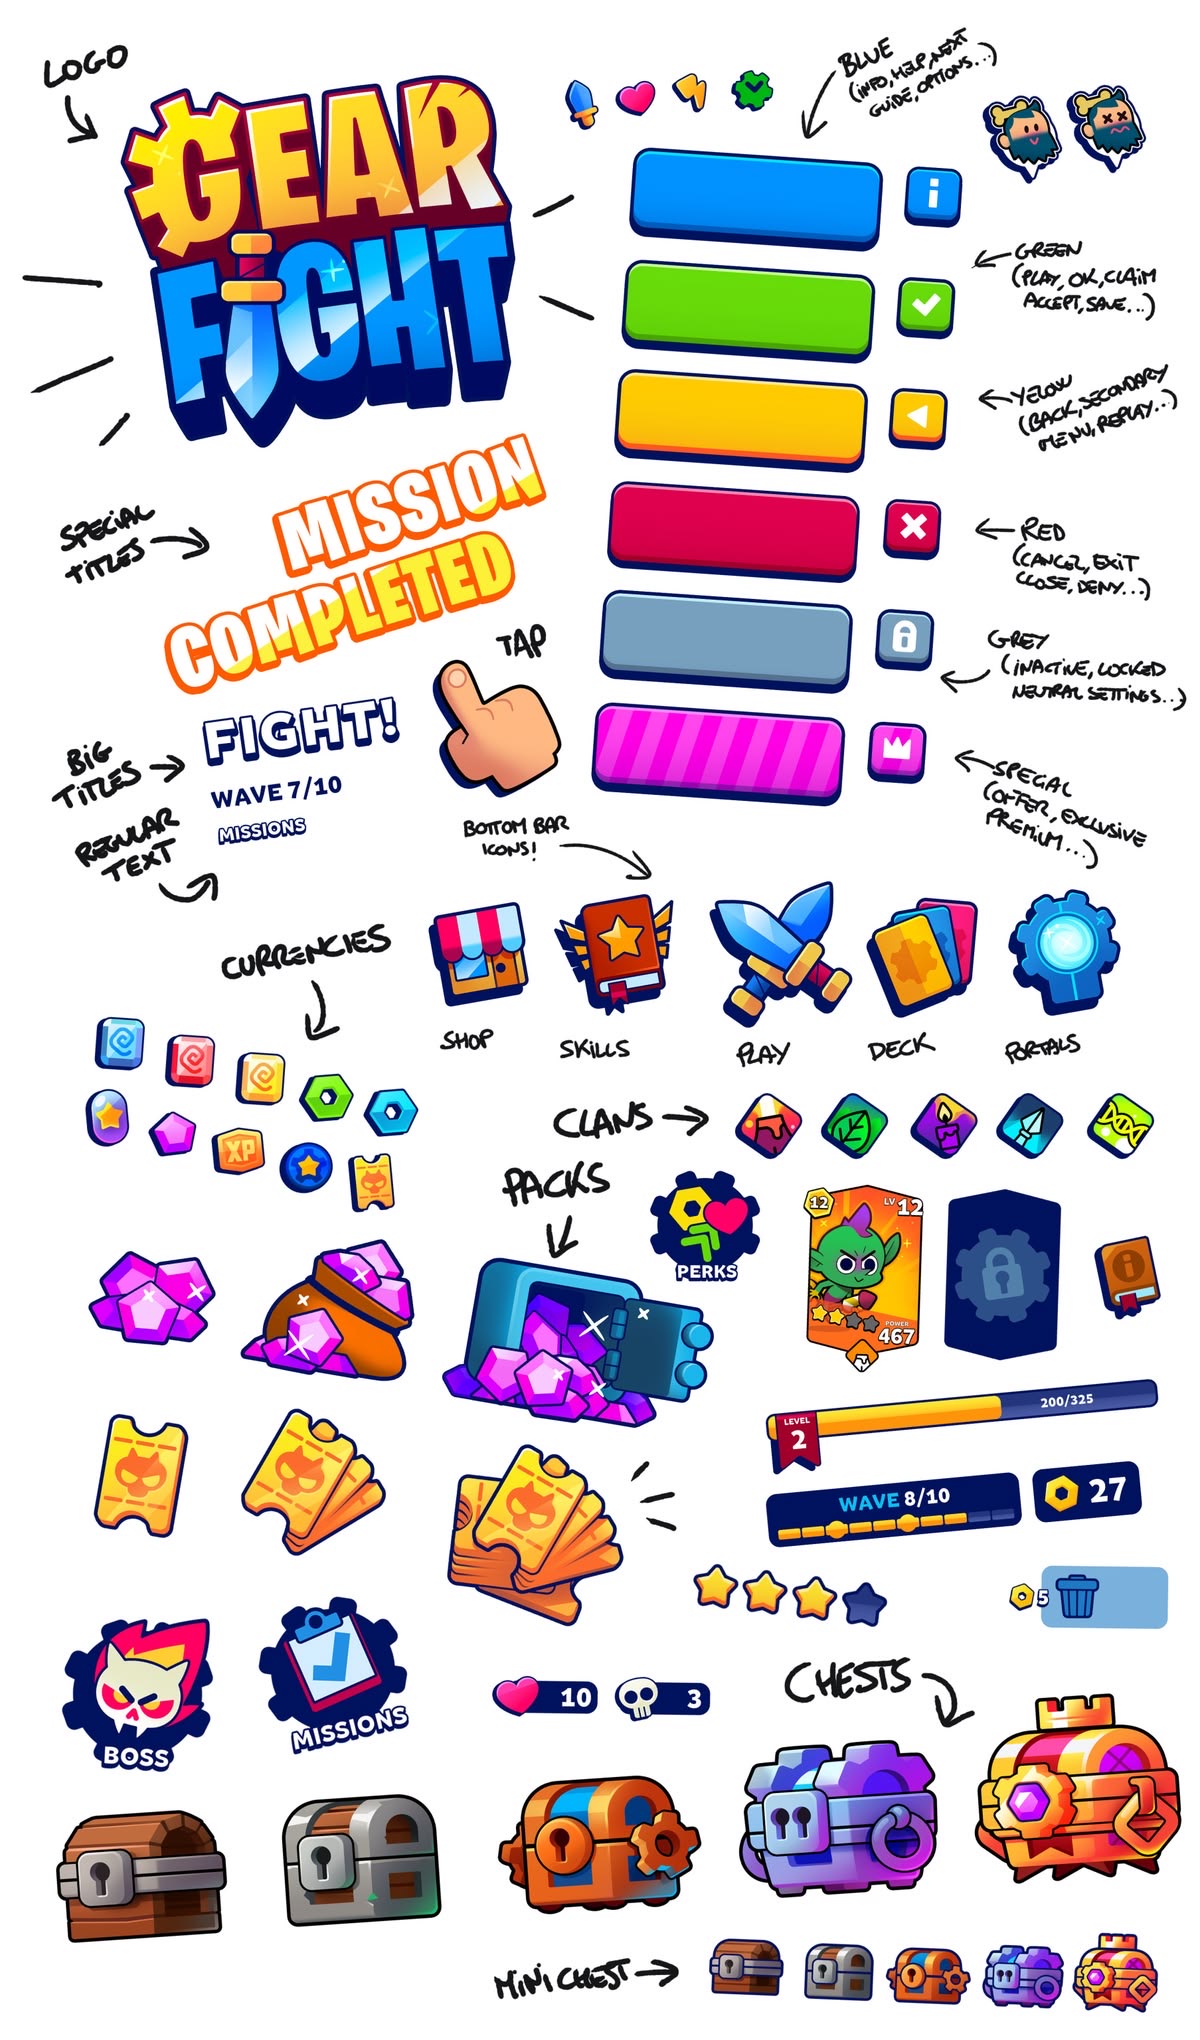 LOGO
GEAR
FIGHT
BLUE
(INFO, HELP, NEXT
GUIDE, OPTIONS...)
i
GREEN
(PLAY, OK, CLAIM
ACCEPT, SAVE...)
YELOW
(BACK, SECONDARY
MENU, REPLAY...)
SPECIAL
TITLES
MISSION
COMPLETED
RED
(CANCEL, EXIT
CLOSE, DENY...)
TAP
GREY
(INACTIVE, LOCKED
NEUTRAL SETTINGS...)
BIG
TITLES
FIGHT!
WAVE 7/10
MISSIONS
REGULAR
TEXT
SPECIAL
(OFFER, EXCLUSIVE
PREMIUM...)
BOTTOM BAR
ICONS!
CURRENCIES
SHOP
SKILLS
PLAY
DECK
PORTALS
XP
CLANS
PACKS
PERKS
12
LV 12
POWER
467
i
LEVEL
2
200/325
WAVE 8/10
27
5
BOSS
MISSIONS
10
3
CHESTS
MINI CHEST